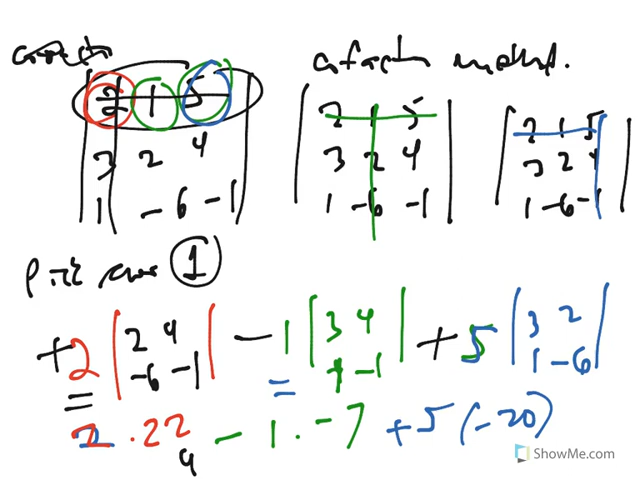 cofactor method.
|2 1 5| |2 1 5| |2 1 5|
|3 2 4| |3 2 4| |3 2 4|
|1 -6 -1| |1 -6 -1| |1 -6 -1|
pick row 1
+2 |2 4| - 1 |3 4| + 5 |3 2|
|-6 -1| |1 -1| |1 -6|
= =
2 . 22 - 1 . -7 + 5 (-20)
4
ShowMe.com